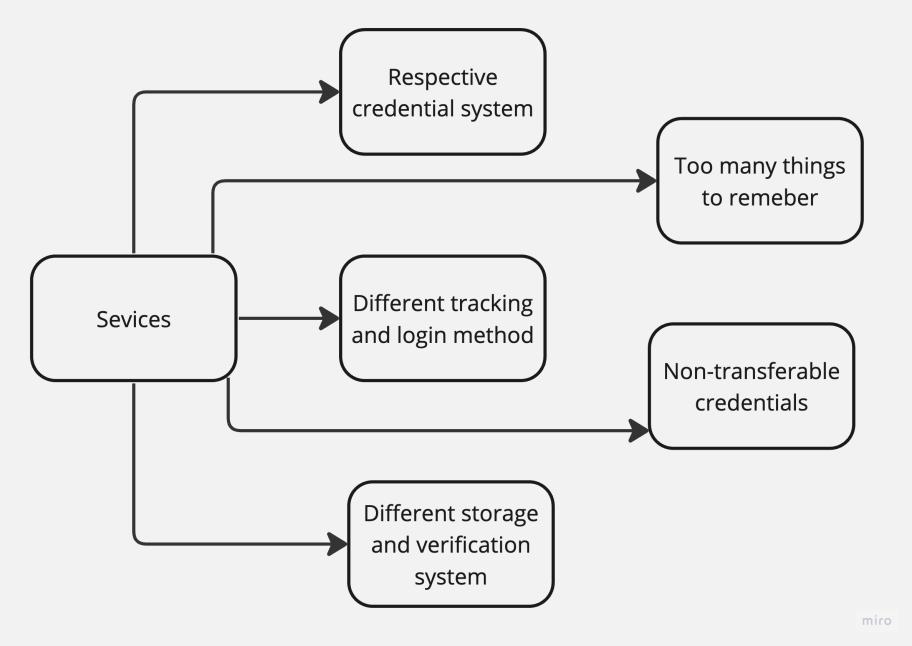 Respective
credential system
Too many things
to remeber
Sevices
Different tracking
and login method
Non-transferable
credentials
Different storage
and verification
system
miro